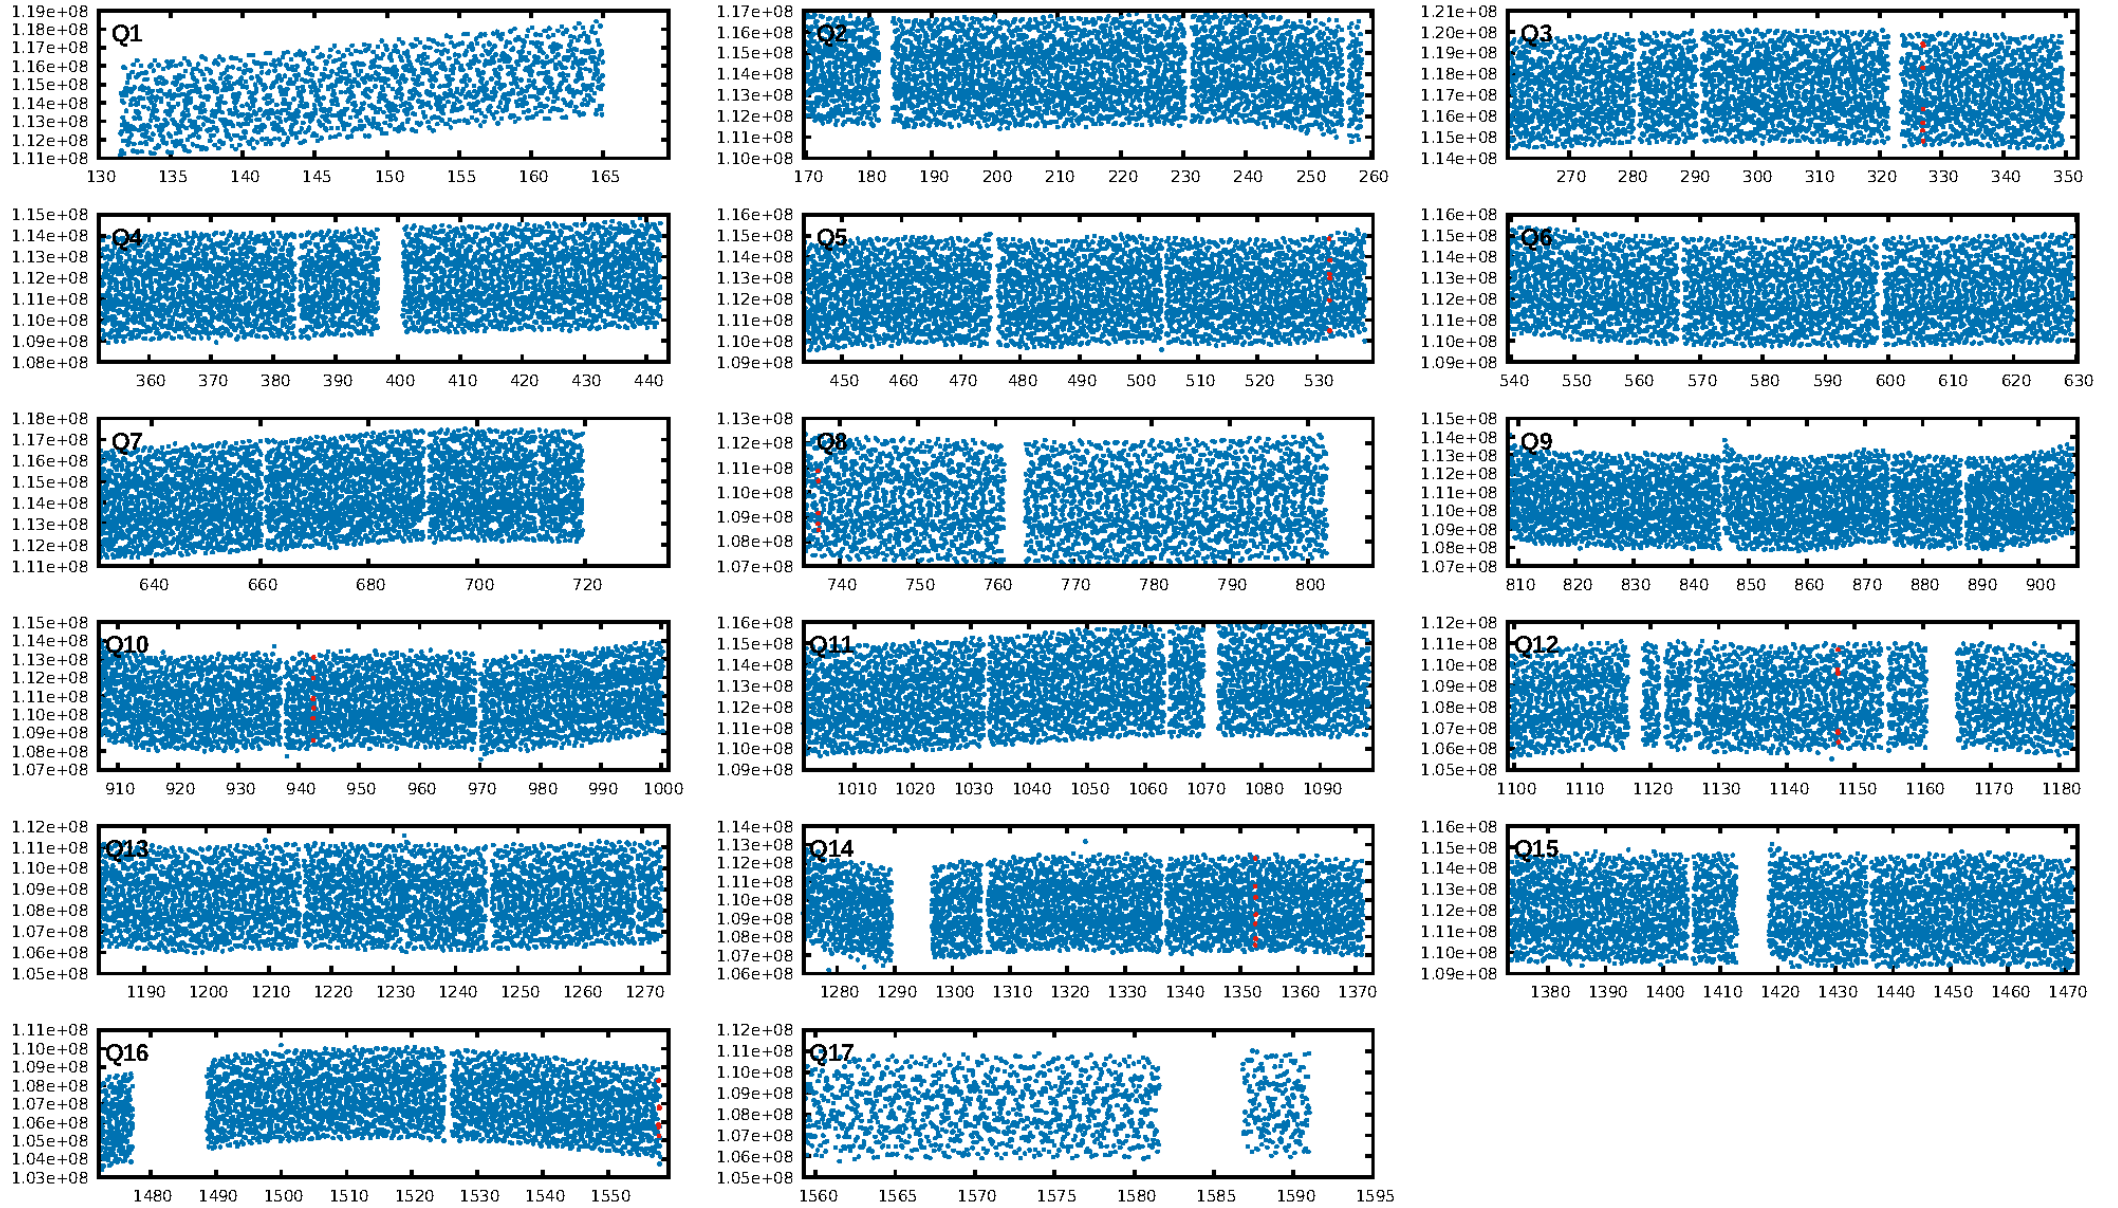 1.19e+08
1.18e+08
1.17e+08
1.16e+08
1.15e+08
1.14e+08
1.13e+08
1.12e+08
1.11e+08
Q1
130 135 140 145 150 155 160 165
1.17e+08
1.16e+08
1.15e+08
1.14e+08
1.13e+08
1.12e+08
1.11e+08
1.10e+08
Q2
170 180 190 200 210 220 230 240 250 260
1.21e+08
1.20e+08
1.19e+08
1.18e+08
1.17e+08
1.16e+08
1.15e+08
1.14e+08
Q3
270 280 290 300 310 320 330 340 350
1.15e+08
1.14e+08
1.13e+08
1.12e+08
1.11e+08
1.10e+08
1.09e+08
1.08e+08
Q4
360 370 380 390 400 410 420 430 440
1.16e+08
1.15e+08
1.14e+08
1.13e+08
1.12e+08
1.11e+08
1.10e+08
1.09e+08
Q5
450 460 470 480 490 500 510 520 530
1.16e+08
1.15e+08
1.14e+08
1.13e+08
1.12e+08
1.11e+08
1.10e+08
1.09e+08
Q6
540 550 560 570 580 590 600 610 620 630
1.18e+08
1.17e+08
1.16e+08
1.15e+08
1.14e+08
1.13e+08
1.12e+08
1.11e+08
Q7
640 660 680 700 720
1.13e+08
1.12e+08
1.11e+08
1.10e+08
1.09e+08
1.08e+08
1.07e+08
Q8
740 750 760 770 780 790 800
1.15e+08
1.14e+08
1.13e+08
1.12e+08
1.11e+08
1.10e+08
1.09e+08
1.08e+08
1.07e+08
Q9
810 820 830 840 850 860 870 880 890 900
1.15e+08
1.14e+08
1.13e+08
1.12e+08
1.11e+08
1.10e+08
1.09e+08
1.08e+08
1.07e+08
Q10
910 920 930 940 950 960 970 980 990 1000
1.16e+08
1.15e+08
1.14e+08
1.13e+08
1.12e+08
1.11e+08
1.10e+08
1.09e+08
Q11
1010 1020 1030 1040 1050 1060 1070 1080 1090
1.12e+08
1.11e+08
1.10e+08
1.09e+08
1.08e+08
1.07e+08
1.06e+08
1.05e+08
Q12
1100 1110 1120 1130 1140 1150 1160 1170 1180
1.12e+08
1.11e+08
1.10e+08
1.09e+08
1.08e+08
1.07e+08
1.06e+08
1.05e+08
Q13
1190 1200 1210 1220 1230 1240 1250 1260 1270
1.14e+08
1.13e+08
1.12e+08
1.11e+08
1.10e+08
1.09e+08
1.08e+08
1.07e+08
1.06e+08
Q14
1280 1290 1300 1310 1320 1330 1340 1350 1360 1370
1.16e+08
1.15e+08
1.14e+08
1.13e+08
1.12e+08
1.11e+08
1.10e+08
1.09e+08
Q15
1380 1390 1400 1410 1420 1430 1440 1450 1460 1470
1.11e+08
1.10e+08
1.09e+08
1.08e+08
1.07e+08
1.06e+08
1.05e+08
1.04e+08
1.03e+08
Q16
1480 1490 1500 1510 1520 1530 1540 1550
1.12e+08
1.11e+08
1.10e+08
1.09e+08
1.08e+08
1.07e+08
1.06e+08
1.05e+08
Q17
1560 1565 1570 1575 1580 1585 1590 1595